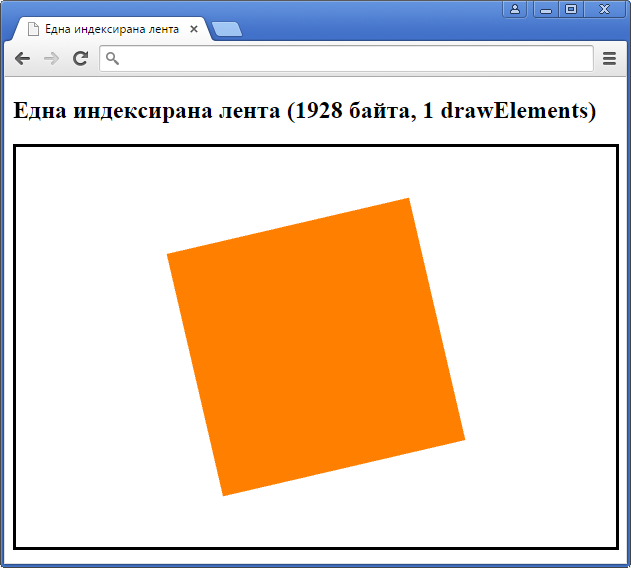 Една индексирана лента
Една индексирана лента (1928 байта, 1 drawElements)